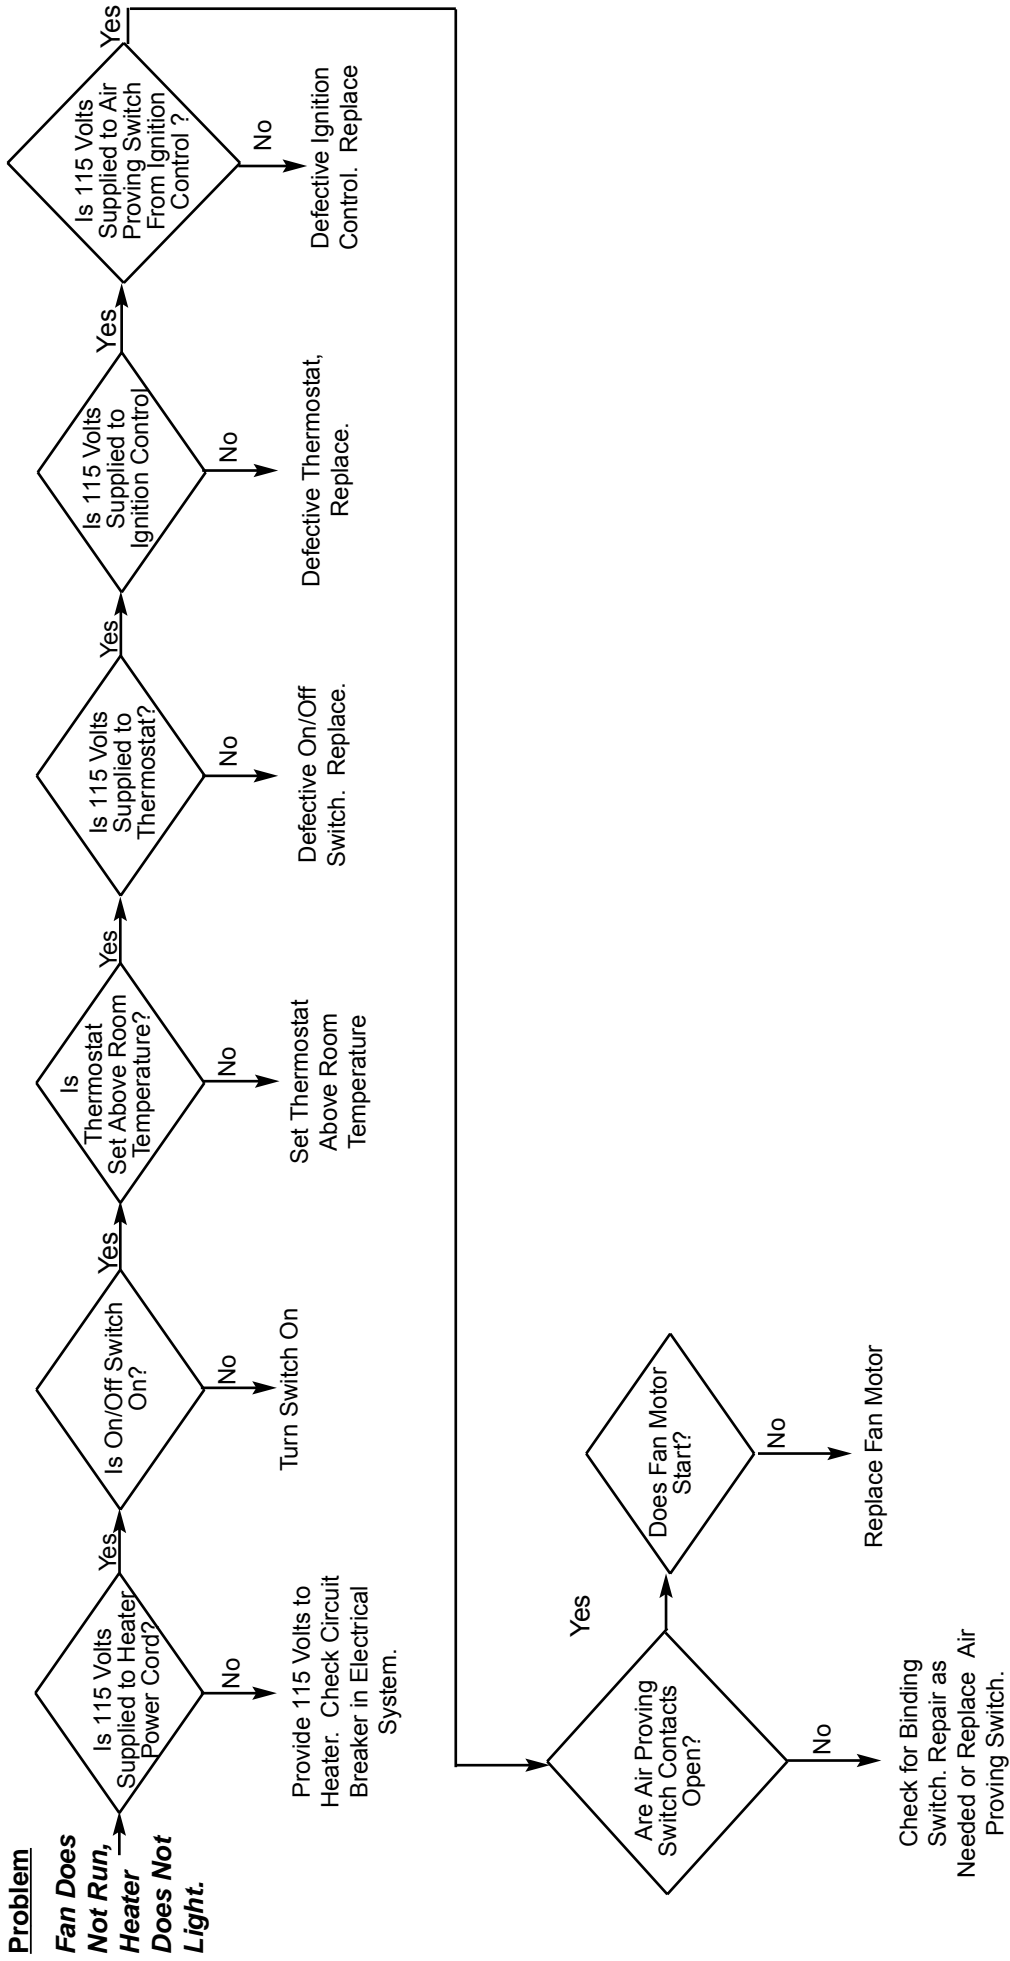 Problem
Fan Does
Not Run,
Heater
Does Not
Light.
Is 115 Volts
Supplied to Heater
Power Cord?
Yes
No
Provide 115 Volts to
Heater.  Check Circuit
Breaker in Electrical
System.
Is On/Off Switch
On?
Yes
No
Turn Switch On
Is
Thermostat
Set Above Room
Temperature?
Yes
No
Set Thermostat
Above Room
Temperature
Is 115 Volts
Supplied to
Thermostat?
Yes
No
Defective On/Off
Switch.  Replace.
Is 115 Volts
Supplied to
Ignition Control
Yes
No
Defective Thermostat,
Replace.
Is 115 Volts
Supplied to Air
Proving Switch
From Ignition
Control ?
Yes
No
Defective Ignition
Control.  Replace
Are Air Proving
Switch Contacts
Open?
Yes
No
Check for Binding
Switch. Repair as
Needed or Replace  Air
Proving Switch.
Does Fan Motor
Start?
No
Replace Fan Motor